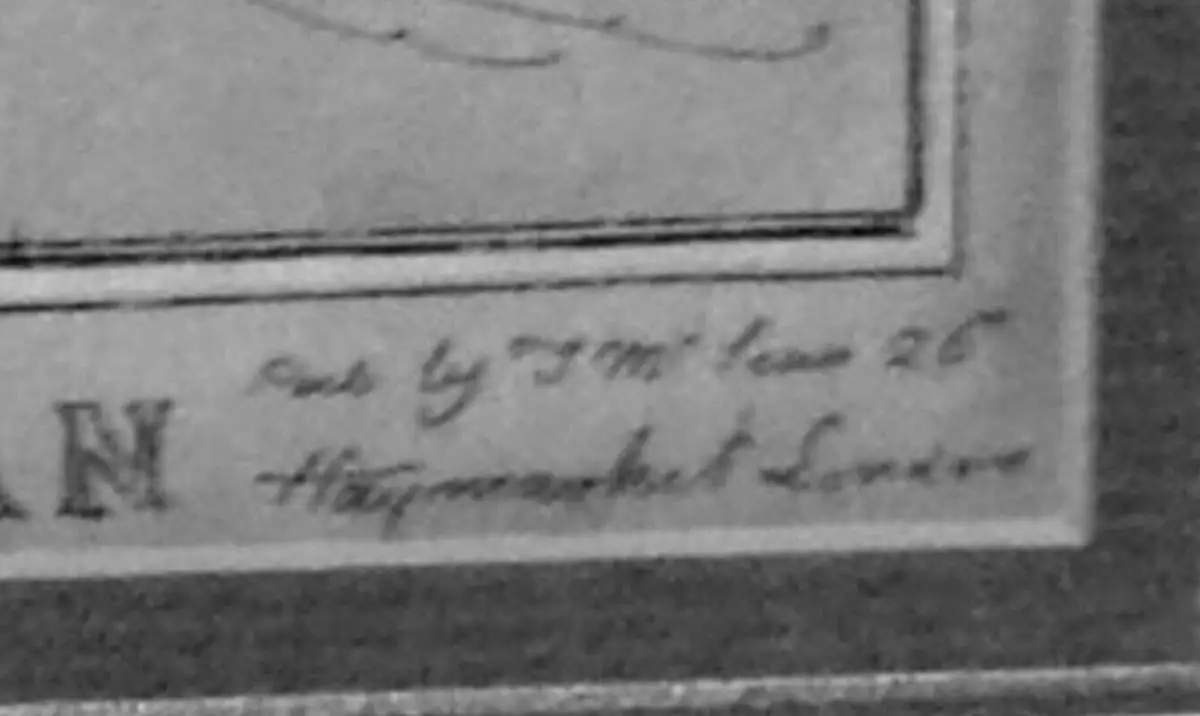 Pub by T Mc Lean 26
Haymarket London
AN